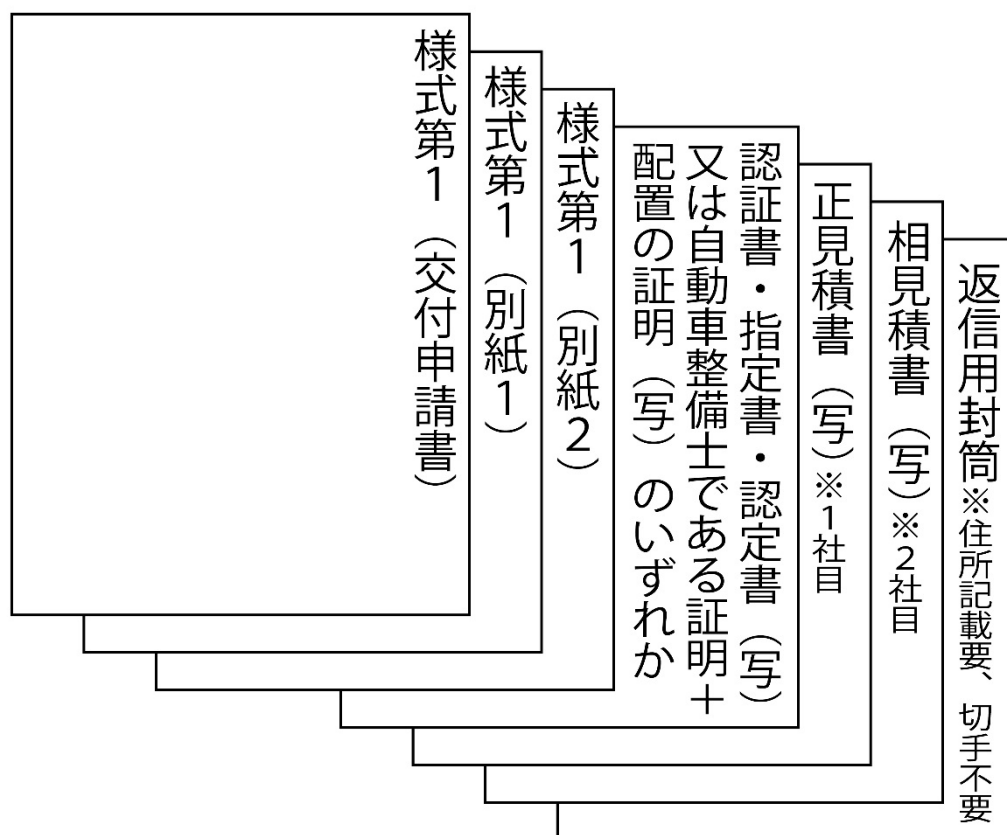 様式第1（交付申請書）
様式第1（別紙1）
様式第1（別紙2）
認証書・指定書・認定書（写）
又は自動車整備士である証明＋
配置の証明（写）のいずれか
正見積書（写）※1社目
相見積書（写）※2社目
返信用封筒※住所記載要、切手不要